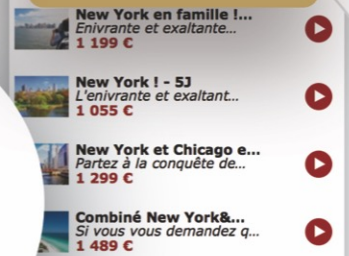 New York en famille !...
Enivrante et exaltante...
1 199 €
New York ! - 5J
L'enivrante et exaltant...
1 055 €
New York et Chicago e...
Partez à la conquête de...
1 299 €
Combiné New York&...
Si vous vous demandez q...
1 489 €